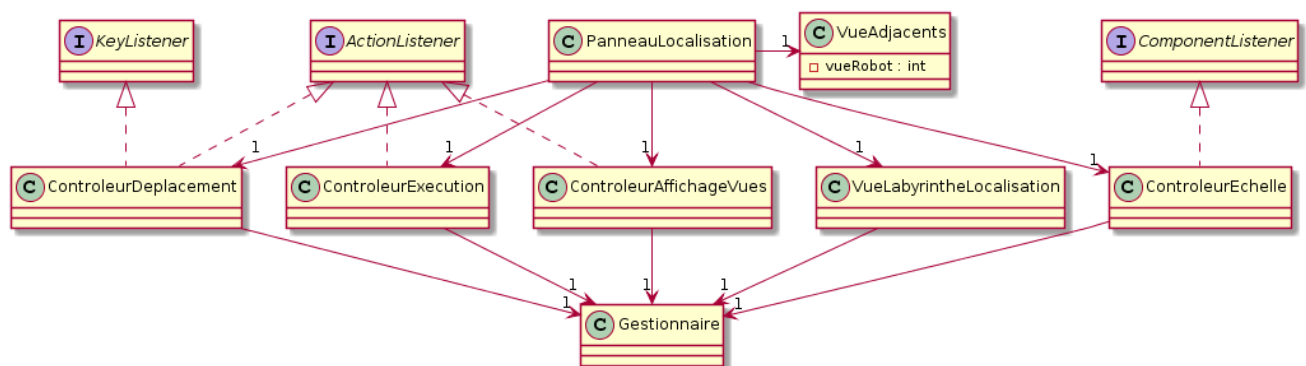 I KeyListener
I ActionListener
C PanneauLocalisation
1
C VueAdjacents
vueRobot : int
I ComponentListener
1
1
1
1
1
C ControleurDeplacement
C ControleurExecution
C ControleurAffichageVues
C VueLabyrintheLocalisation
C ControleurEchelle
1
1
1
1
1
C Gestionnaire